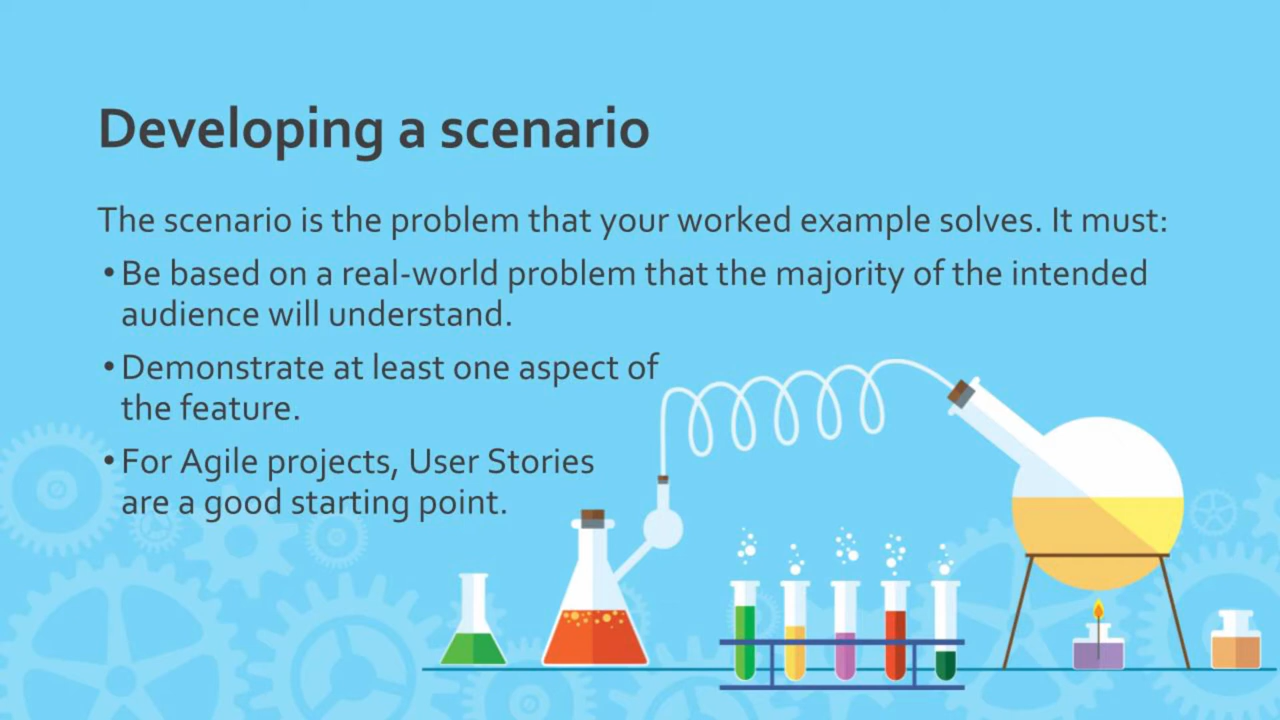 Developing a scenario
The scenario is the problem that your worked example solves. It must:
• Be based on a real-world problem that the majority of the intended
audience will understand.
• Demonstrate at least one aspect of
the feature.
• For Agile projects, User Stories
are a good starting point.